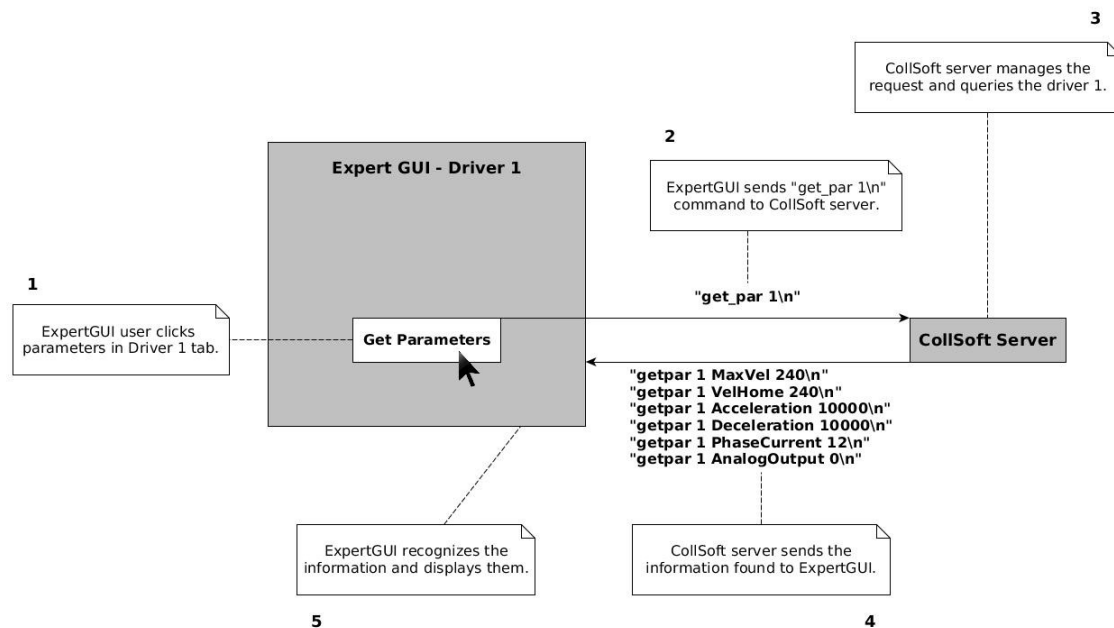 3
CollSoft server manages the
request and queries the driver 1.
2
Expert GUI - Driver 1
ExpertGUI sends "get_par 1\n"
command to CollSoft server.
1
"get_par 1\n"
ExpertGUI user clicks
parameters in Driver 1 tab.
Get Parameters
CollSoft Server
"getpar 1 MaxVel 240\n"
"getpar 1 VelHome 240\n"
"getpar 1 Acceleration 10000\n"
"getpar 1 Deceleration 10000\n"
"getpar 1 PhaseCurrent 12\n"
"getpar 1 AnalogOutput 0\n"
ExpertGUI recognizes the
information and displays them.
CollSoft server sends the
information found to ExpertGUI.
5
4